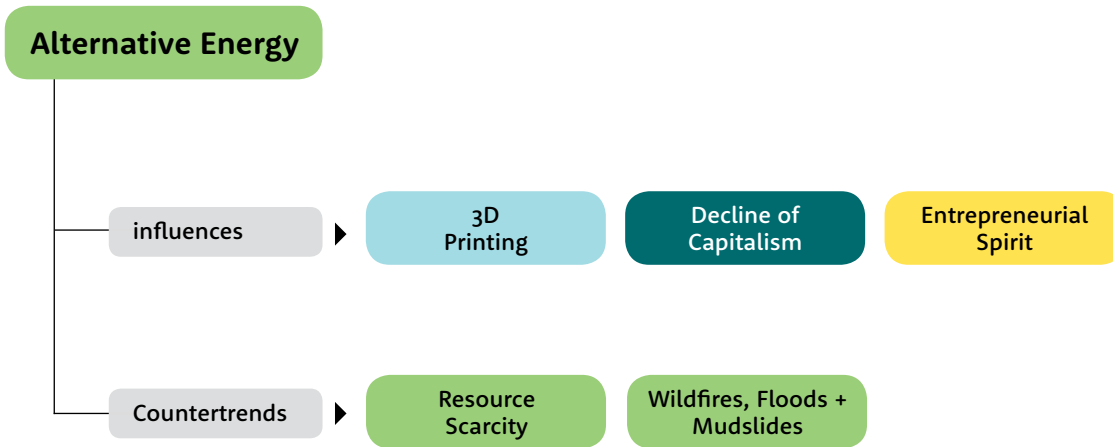 Alternative Energy
influences
3D
Printing
Decline of
Capitalism
Entrepreneurial
Spirit
Countertrends
Resource
Scarcity
Wildfires, Floods +
Mudslides